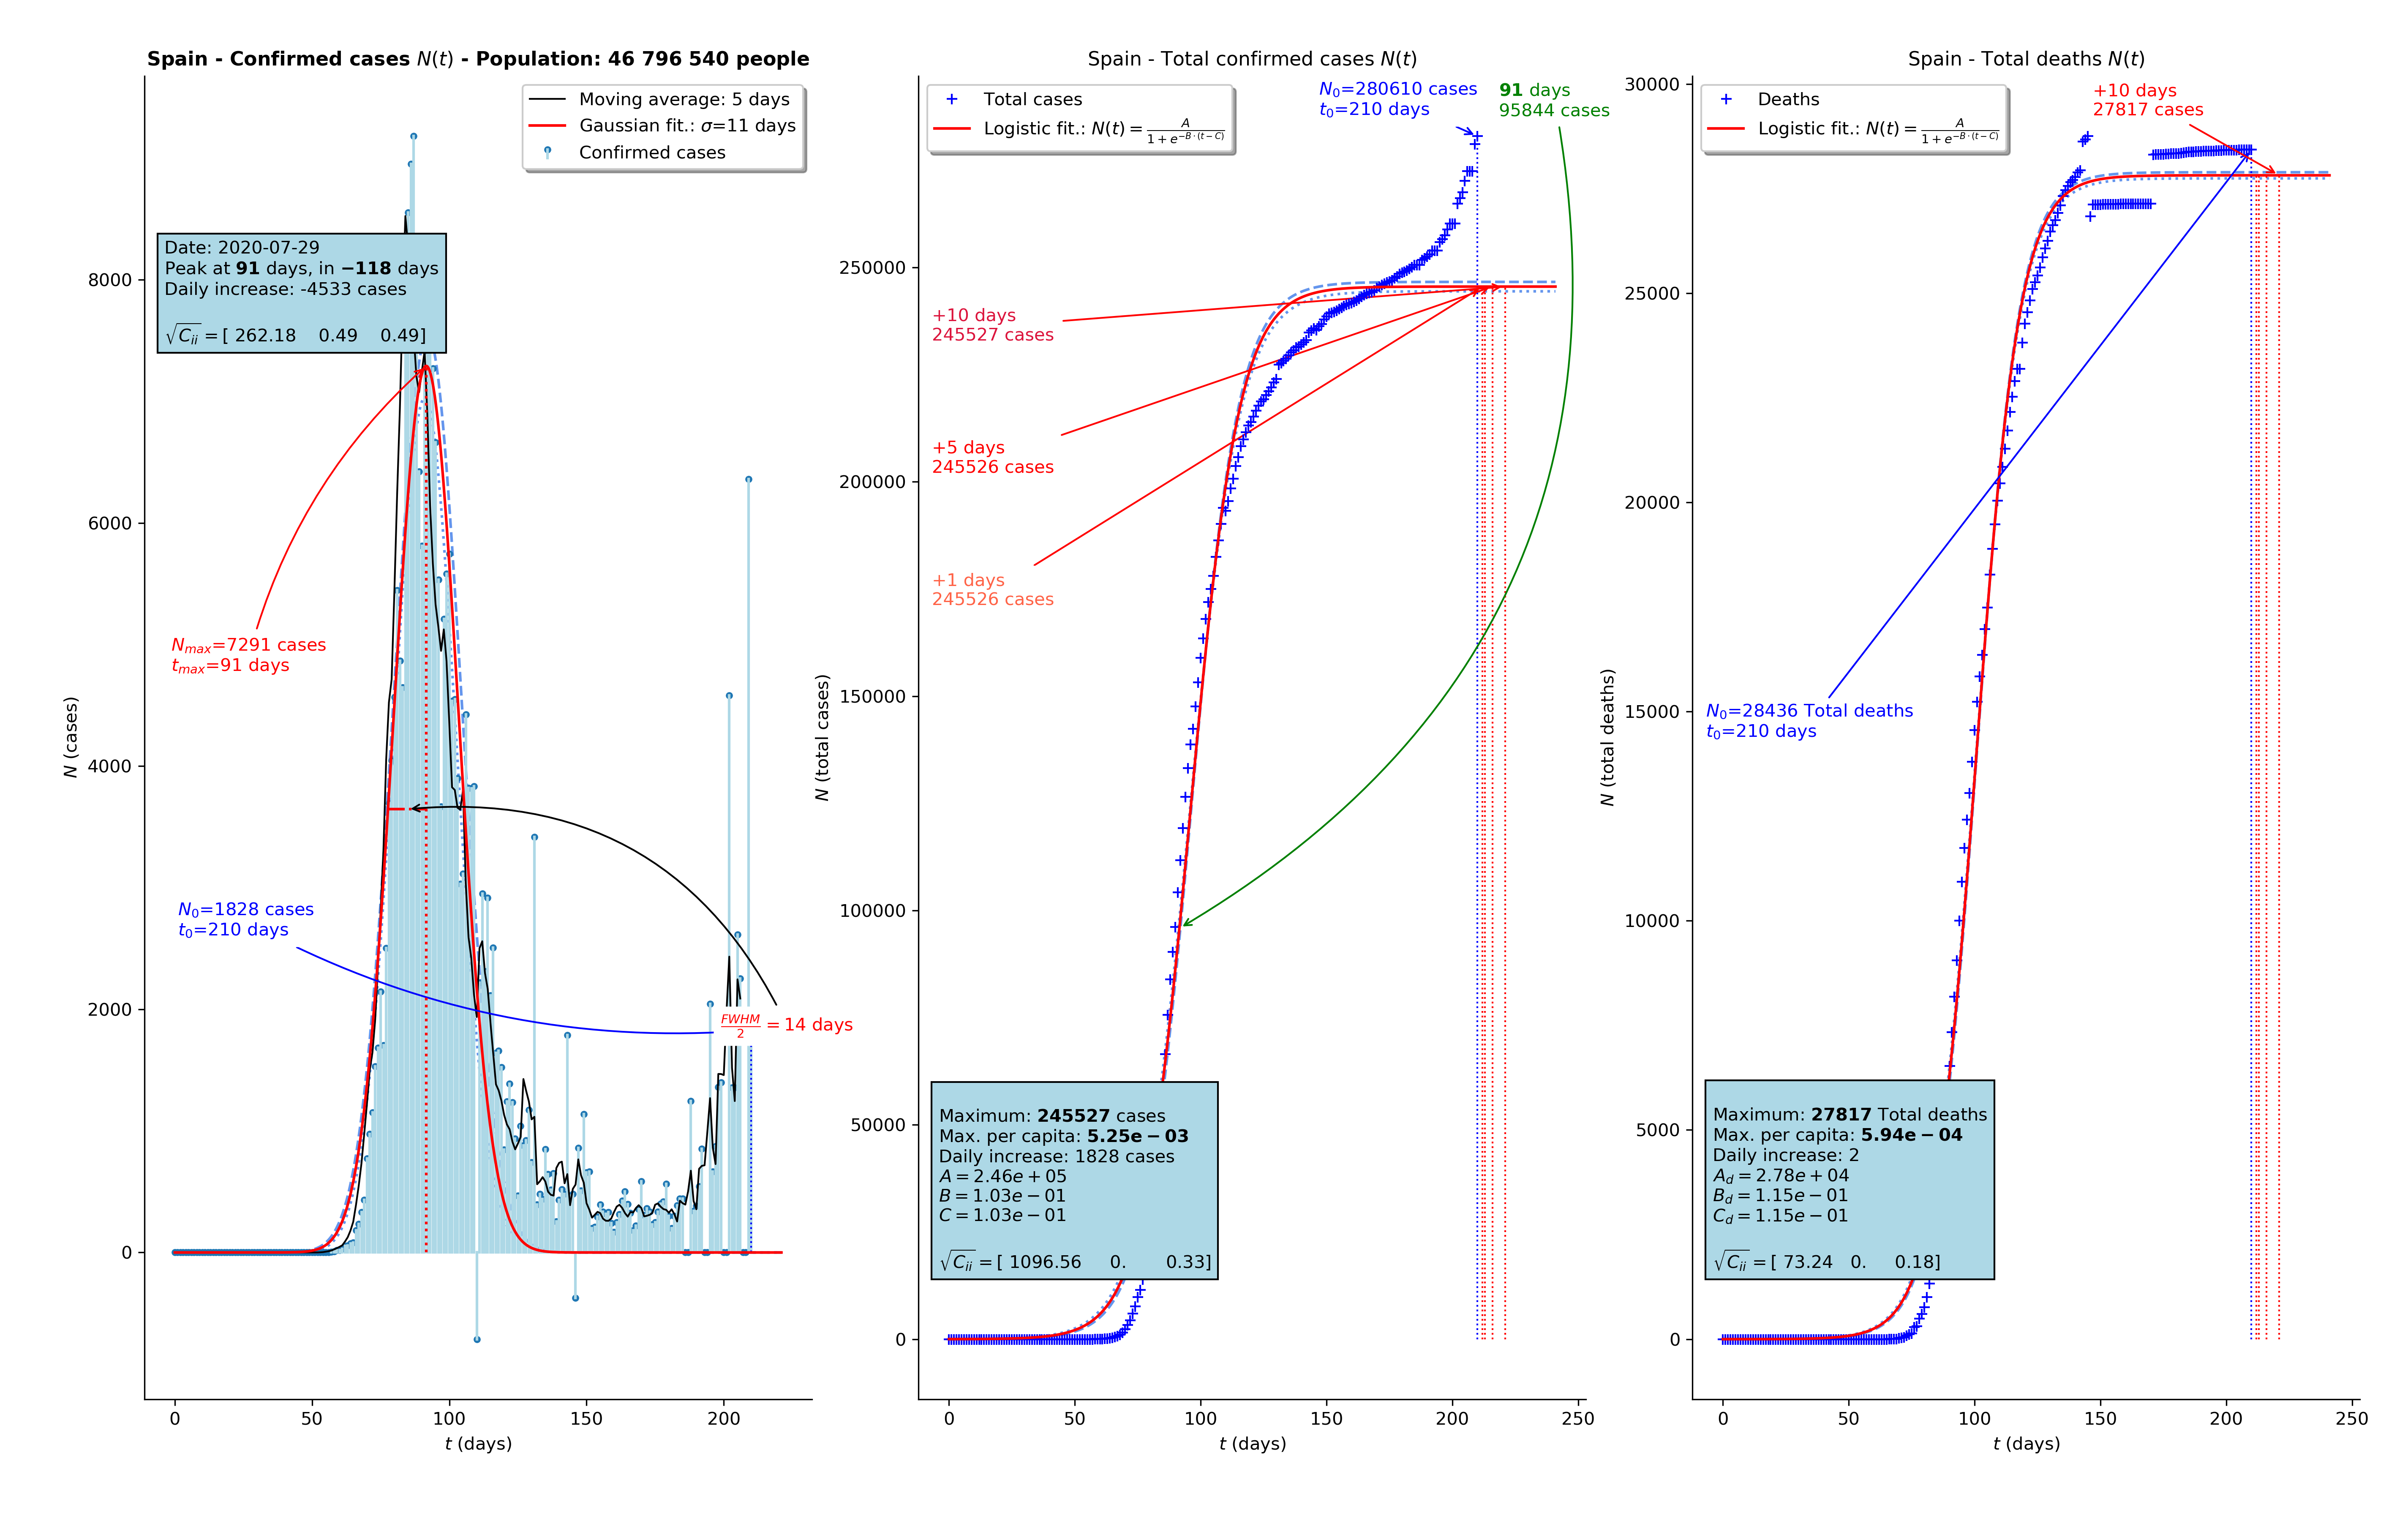 Spain - Confirmed cases N(t) - Population: 46 796 540 people
Moving average: 5 days
Gaussian fit.: σ=11 days
Confirmed cases
Date: 2020-07-29
Peak at 91 days, in −118 days
Daily increase: -4533 cases
√C_ii = [ 262.18 0.49 0.49]
N_max=7291 cases
t_max=91 days
N_0=1828 cases
t_0=210 days
FWHM/2 = 14 days
N (cases)
8000
6000
4000
2000
0
0 50 100 150 200
t (days)
Spain - Total confirmed cases N(t)
Total cases
Logistic fit.: N(t) = A/(1 + e^{−B·(t−C)})
N_0=280610 cases
t_0=210 days
91 days
95844 cases
+10 days
245527 cases
+5 days
245526 cases
+1 days
245526 cases
Maximum: 245527 cases
Max. per capita: 5.25e − 03
Daily increase: 1828 cases
A = 2.46e + 05
B = 1.03e − 01
C = 1.03e − 01
√C_ii = [ 1096.56 0. 0.33]
N (total cases)
250000
200000
150000
100000
50000
0
0 50 100 150 200 250
t (days)
Spain - Total deaths N(t)
Deaths
Logistic fit.: N(t) = A/(1 + e^{−B·(t−C)})
+10 days
27817 cases
N_0=28436 Total deaths
t_0=210 days
Maximum: 27817 Total deaths
Max. per capita: 5.94e − 04
Daily increase: 2
A_d = 2.78e + 04
B_d = 1.15e − 01
C_d = 1.15e − 01
√C_ii = [ 73.24 0. 0.18]
N (total deaths)
30000
25000
20000
15000
10000
5000
0
0 50 100 150 200 250
t (days)